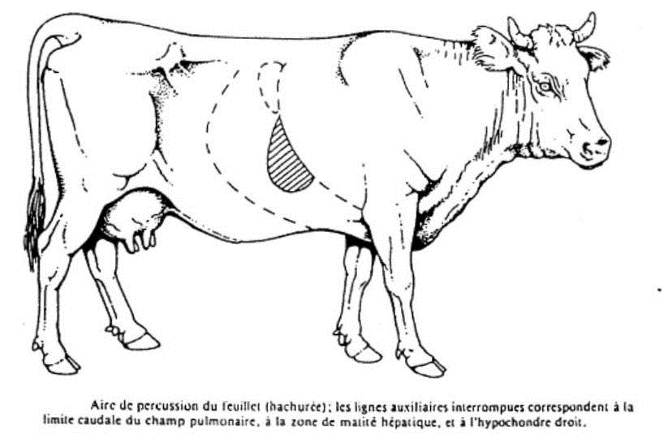 Aire de percussion du feuillet (hachurée); les lignes auxiliaires interrompues correspondent à la
limite caudale du champ pulmonaire, à la zone de matité hépatique, et à l'hypochondre droit.